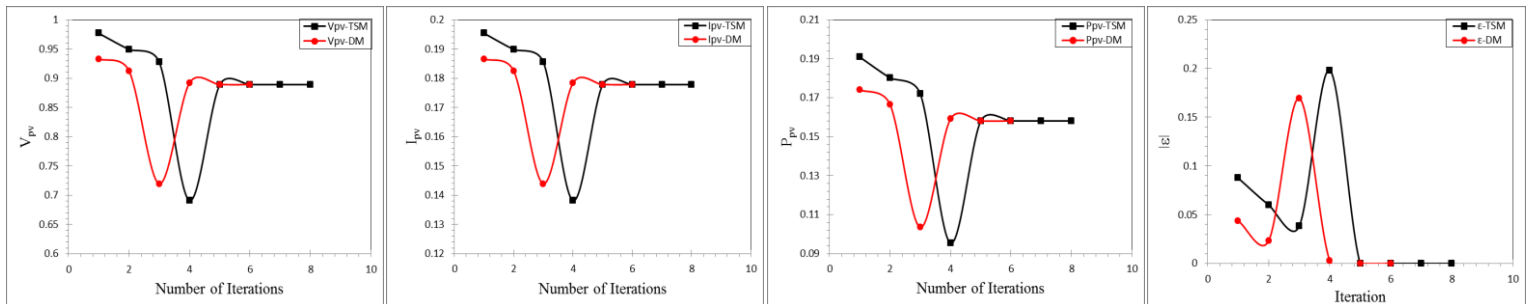 1
0.95
0.9
0.85
0.8
0.75
0.7
0.65
0.6
0 2 4 6 8 10
V_pv
Number of Iterations
Vpv-TSM
Vpv-DM
0.2
0.19
0.18
0.17
0.16
0.15
0.14
0.13
0.12
0 2 4 6 8 10
I_pv
Number of Iterations
Ipv-TSM
Ipv-DM
0.21
0.19
0.17
0.15
0.13
0.11
0.09
0 2 4 6 8 10
P_pv
Number of Iterations
Ppv-TSM
Ppv-DM
0.25
0.2
0.15
0.1
0.05
0
0 2 4 6 8 10
|ε|
Iteration
ε-TSM
ε-DM